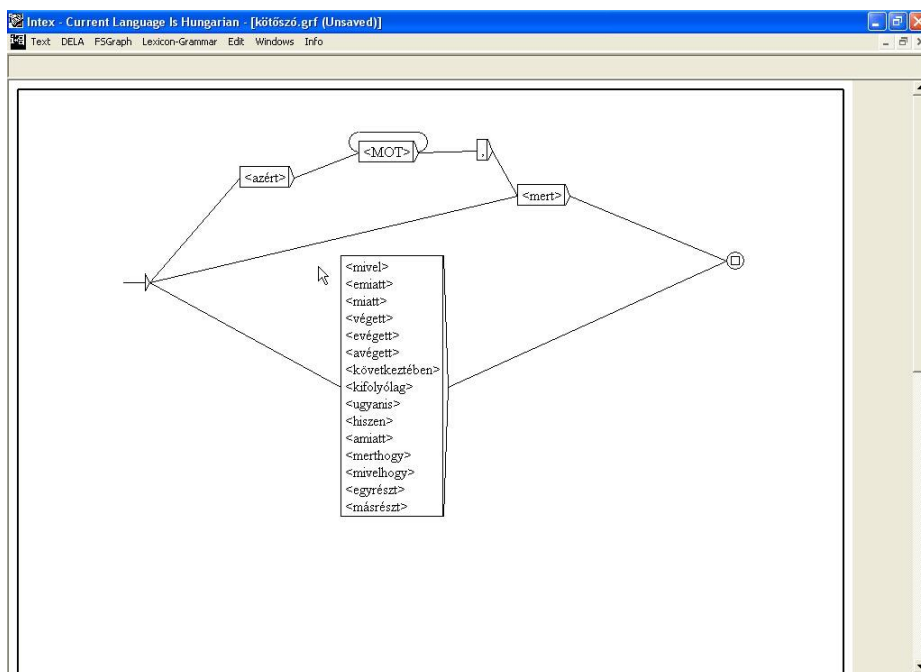 Intex - Current Language Is Hungarian - [kötőszó.grf (Unsaved)]
Text DELA FSGraph Lexicon-Grammar Edit Windows Info
<MOT>
,
<azért>
<mert>
<mivel>
<emiatt>
<miatt>
<végett>
<evégett>
<avégett>
<következtében>
<kifolyólag>
<ugyanis>
<hiszen>
<amiatt>
<merthogy>
<mivelhogy>
<egyrészt>
<másrészt>